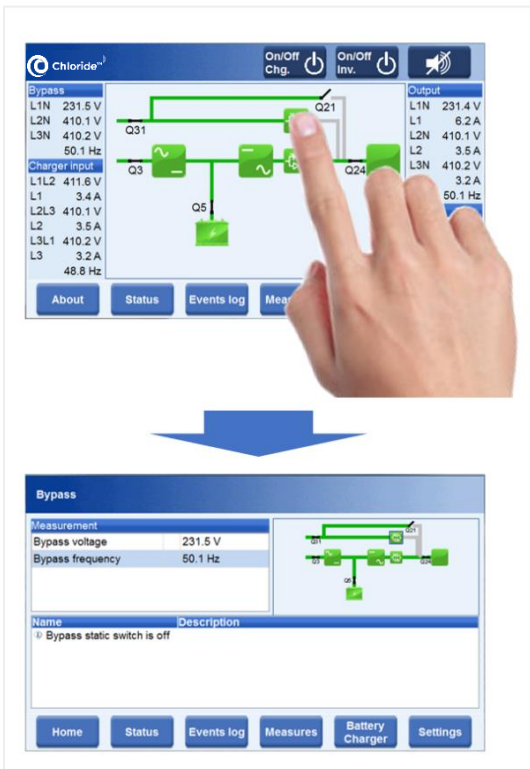 Chloride™
On/Off Chg.
On/Off Inv.
Bypass
L1N 231.5 V
L2N 410.1 V
L3N 410.2 V
50.1 Hz
Charger input
L1L2 411.6 V
L1 3.4 A
L2L3 410.1 V
L2 3.5 A
L3L1 410.2 V
L3 3.2 A
48.8 Hz
Q31
Q21
Q3
Q24
Q5
Output
L1N 231.4 V
L1 6.2 A
L2N 410.1 V
L2 3.5 A
L3N 410.2 V
3.2 A
50.1 Hz
About
Status
Events log
Mea
Bypass
Measurement
Bypass voltage 231.5 V
Bypass frequency 50.1 Hz
Q31
Q21
Q3
Q24
Q5
Name Description
Bypass static switch is off
Home
Status
Events log
Measures
Battery
Charger
Settings